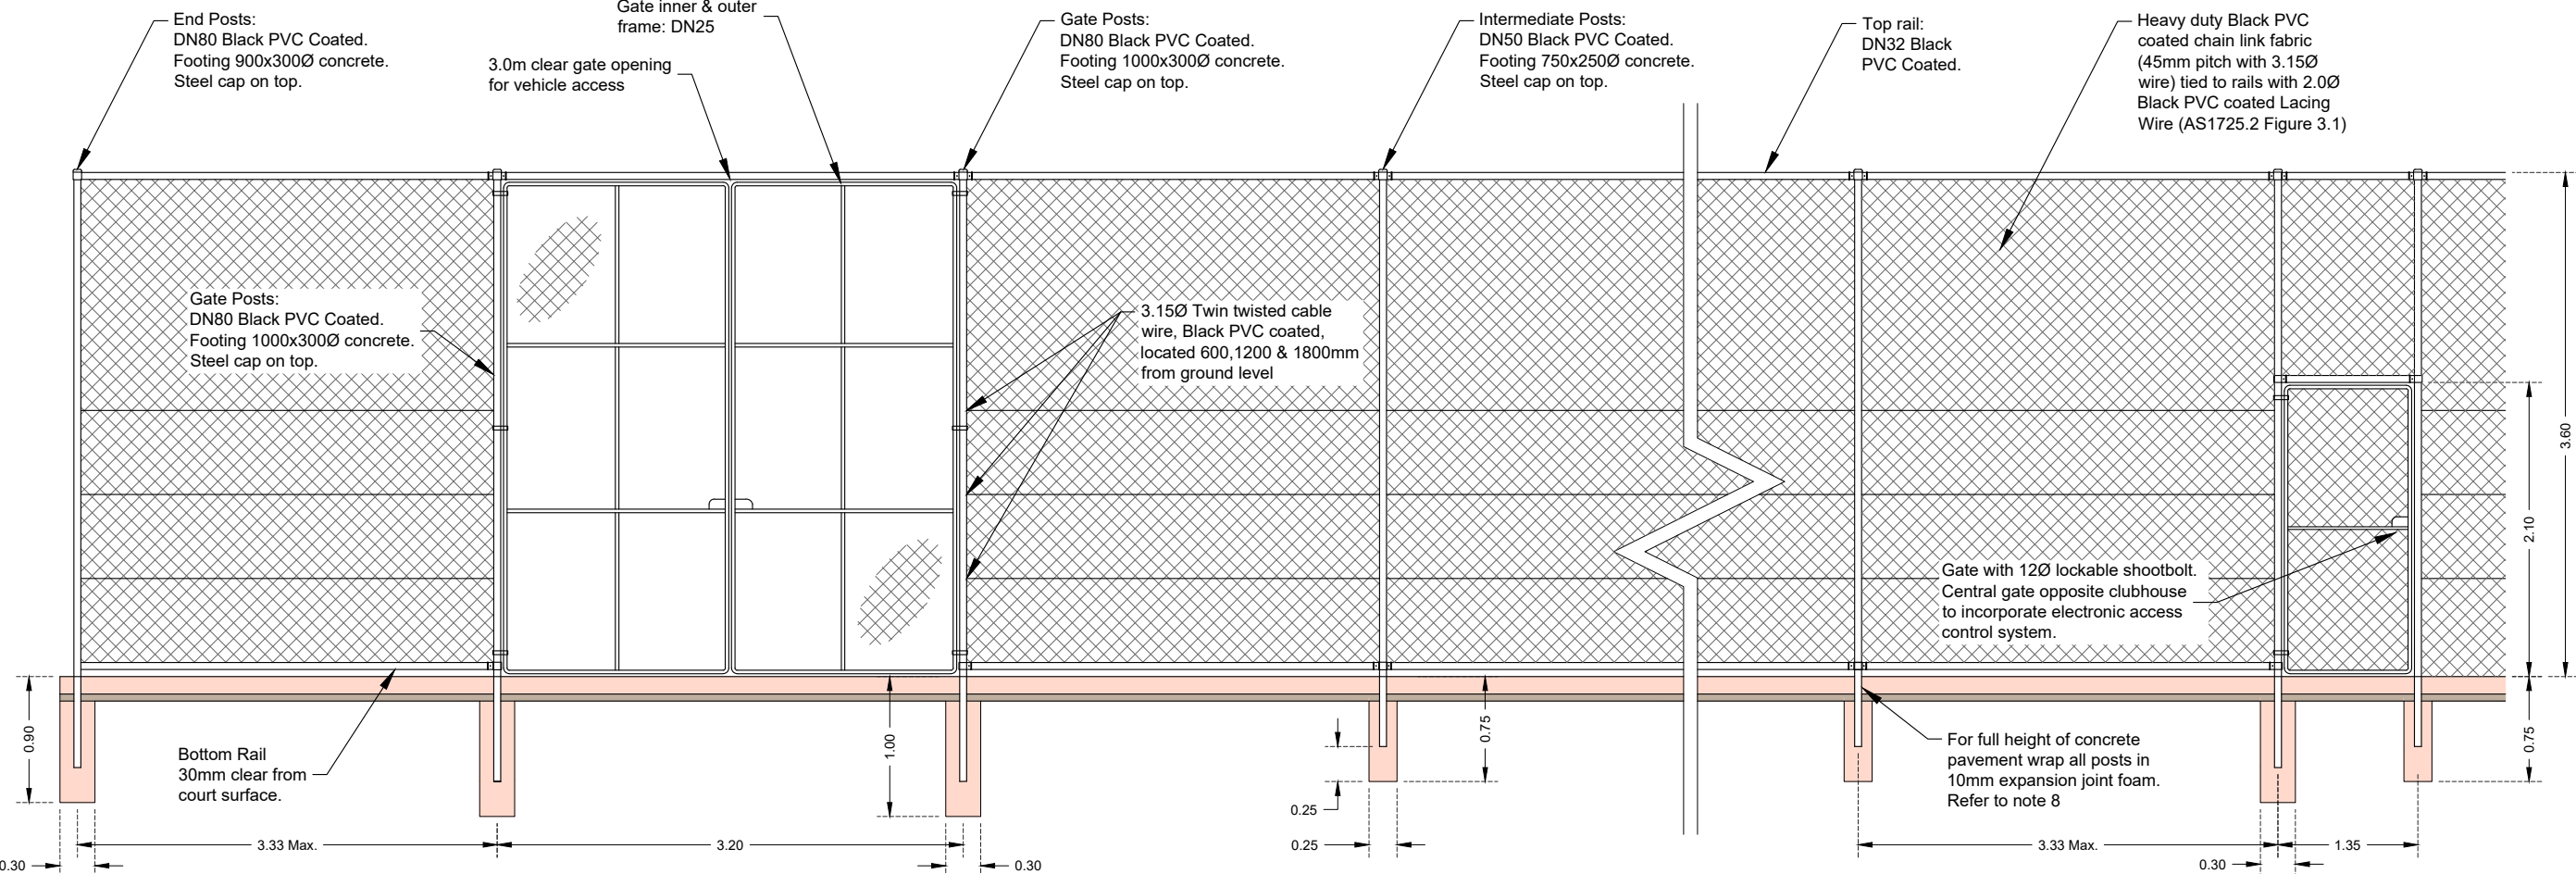 End Posts:
DN80 Black PVC Coated.
Footing 900x300Ø concrete.
Steel cap on top.
Gate inner & outer
frame: DN25
3.0m clear gate opening
for vehicle access
Gate Posts:
DN80 Black PVC Coated.
Footing 1000x300Ø concrete.
Steel cap on top.
Intermediate Posts:
DN50 Black PVC Coated.
Footing 750x250Ø concrete.
Steel cap on top.
Top rail:
DN32 Black
PVC Coated.
Heavy duty Black PVC
coated chain link fabric
(45mm pitch with 3.15Ø
wire) tied to rails with 2.0Ø
Black PVC coated Lacing
Wire (AS1725.2 Figure 3.1)
Gate Posts:
DN80 Black PVC Coated.
Footing 1000x300Ø concrete.
Steel cap on top.
3.15Ø Twin twisted cable
wire, Black PVC coated,
located 600,1200 & 1800mm
from ground level
3.60
2.10
Gate with 12Ø lockable shootbolt.
Central gate opposite clubhouse
to incorporate electronic access
control system.
0.90
Bottom Rail
30mm clear from
court surface.
1.00
0.75
0.25
For full height of concrete
pavement wrap all posts in
10mm expansion joint foam.
Refer to note 8
0.75
3.33 Max.
3.20
0.25
3.33 Max.
1.35
0.30
0.30
0.30